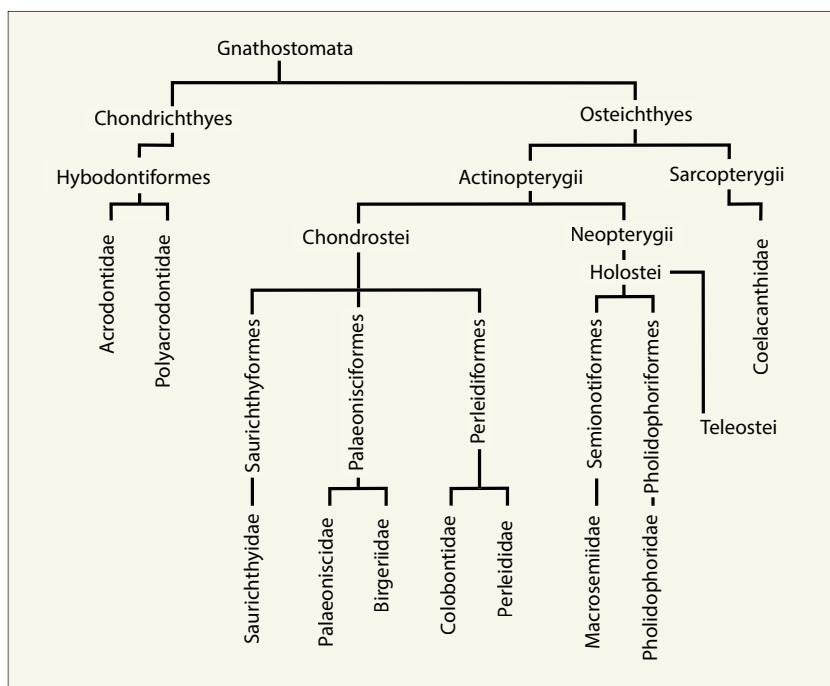 Gnathostomata
Chondrichthyes
Osteichthyes
Hybodontiformes
Actinopterygii
Sarcopterygii
Acrodontidae
Polyacrodontidae
Chondrostei
Neopterygii
Holostei
Coelacanthidae
Saurichthyformes
Palaeonisciformes
Perleidiformes
Semionotiformes
Pholidophoriformes
Teleostei
Saurichthyidae
Palaeoniscidae
Birgeriidae
Colobontidae
Perleididae
Macrosemiidae
Pholidophoridae